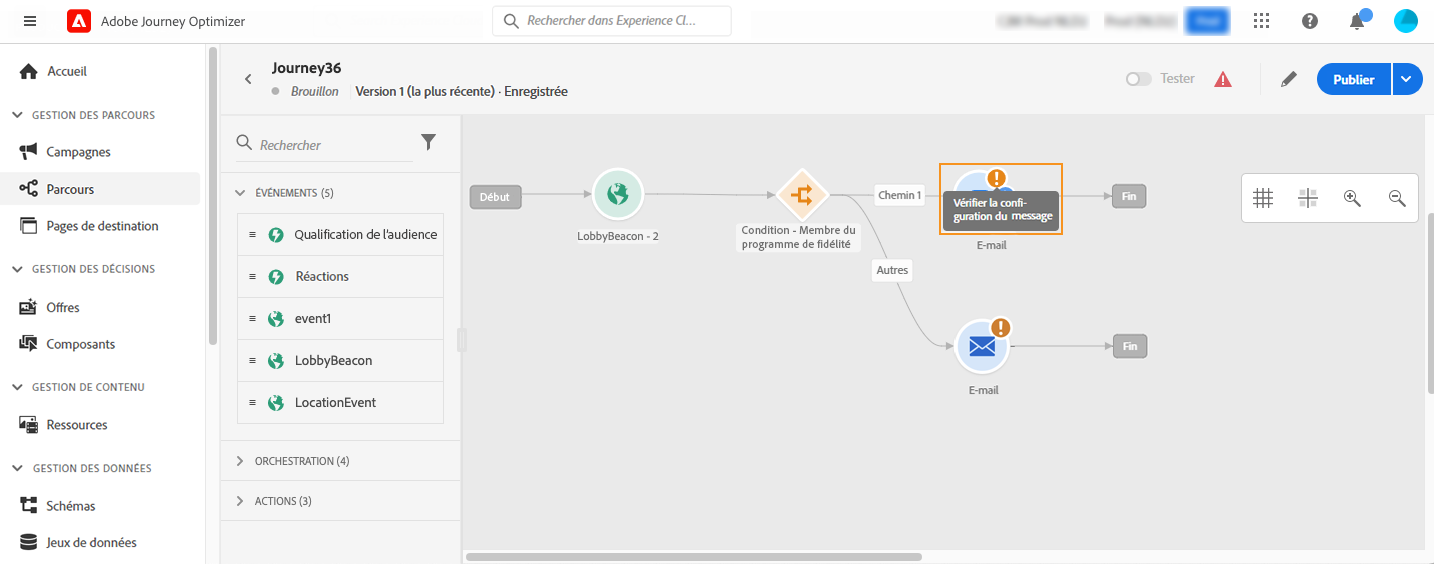 Adobe Journey Optimizer
Rechercher dans Experience Cl...
Accueil
GESTION DES PARCOURS
Campagnes
Parcours
Pages de destination
GESTION DES DÉCISIONS
Offres
Composants
GESTION DE CONTENU
Ressources
GESTION DES DONNÉES
Schémas
Jeux de données
Journey36
Brouillon
Version 1 (la plus récente) · Enregistrée
Tester
Publier
Rechercher
ÉVÉNEMENTS (5)
Qualification de l'audience
Réactions
event1
LobbyBeacon
LocationEvent
ORCHESTRATION (4)
ACTIONS (3)
Début
LobbyBeacon - 2
Condition - Membre du
programme de fidélité
Chemin 1
Vérifier la confi-
guration du message
E-mail
Fin
Autres
E-mail
Fin